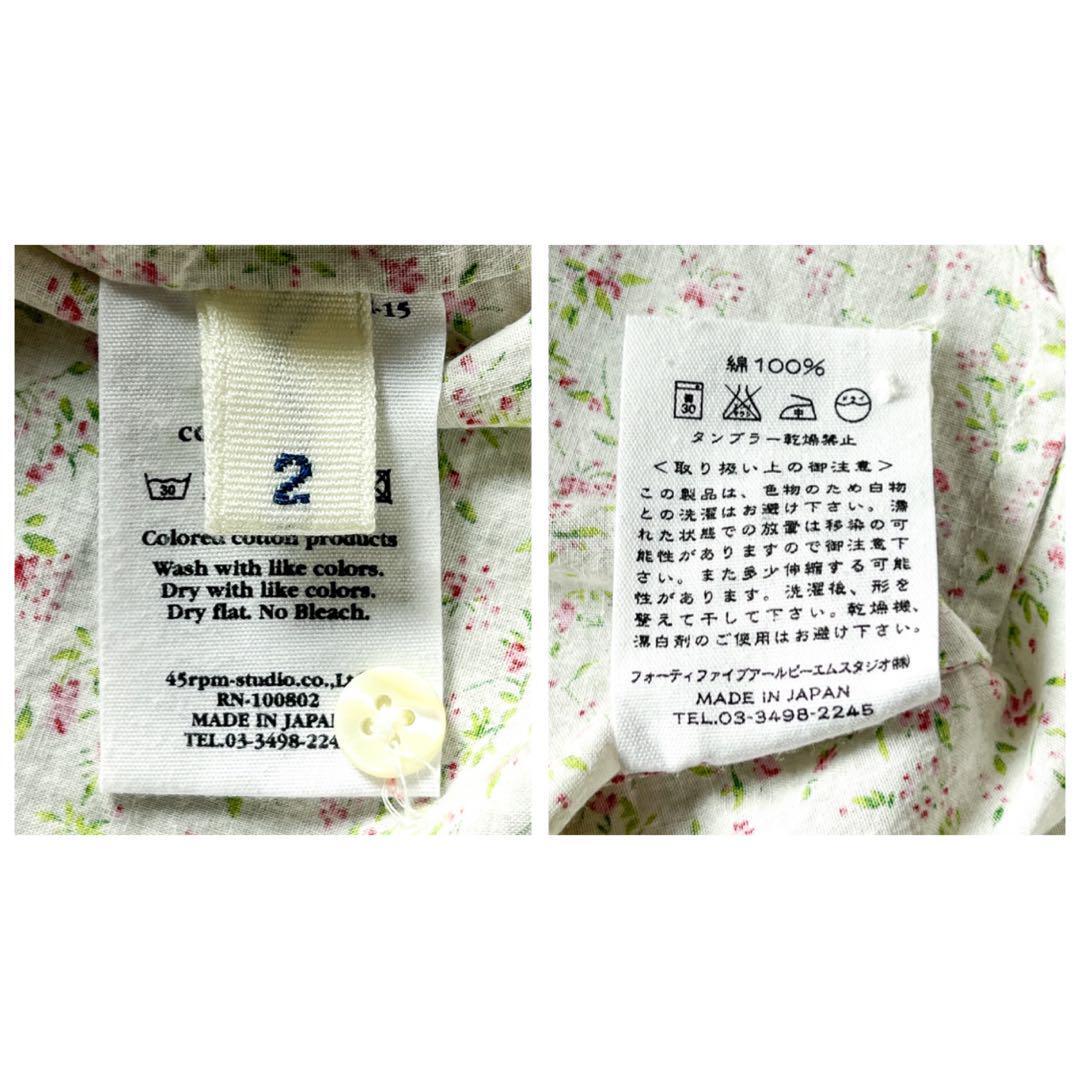 -15
2
30
Colored cotton products
Wash with like colors.
Dry with like colors.
Dry flat. No Bleach.
45rpm-studio.co.,Lt
RN-100802
MADE IN JAPAN
TEL.03-3498-224
綿100%
30
中
タンブラー乾燥禁止
<取り扱い上の御注意>
この製品は、色物のため白物
との洗濯はお避け下さい。濡
れた状態での放置は移染の可
能性がありますので御注意下
さい。また多少伸縮する可能
性があります。洗濯後、形を
整えて干して下さい。乾燥機、
漂白剤のご使用はお避け下さい。
フォーティファイブアールピーエムスタジオ㈱
MADE IN JAPAN
TEL.03-3498-2245